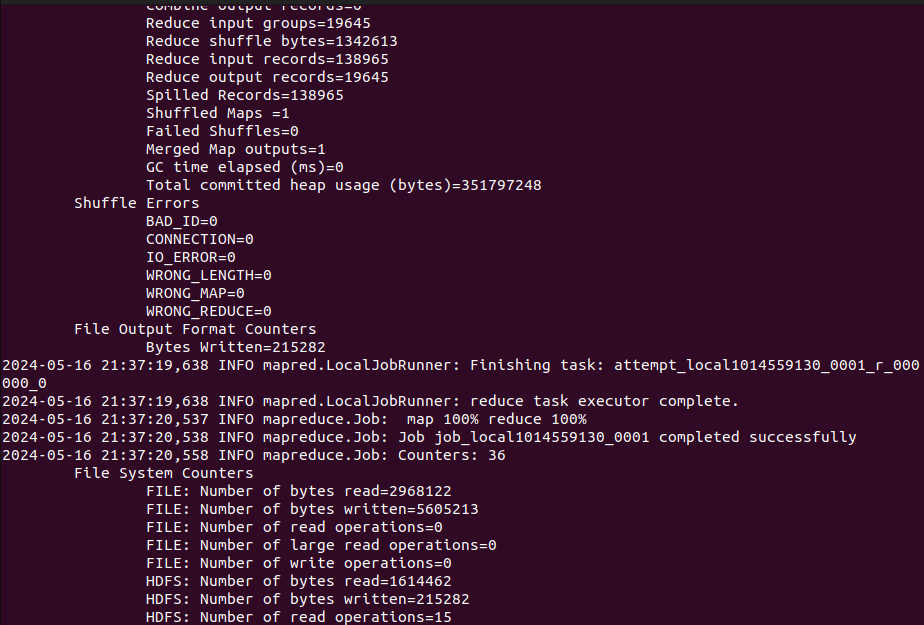 Combine output records=0
Reduce input groups=19645
Reduce shuffle bytes=1342613
Reduce input records=138965
Reduce output records=19645
Spilled Records=138965
Shuffled Maps =1
Failed Shuffles=0
Merged Map outputs=1
GC time elapsed (ms)=0
Total committed heap usage (bytes)=351797248
Shuffle Errors
BAD_ID=0
CONNECTION=0
IO_ERROR=0
WRONG_LENGTH=0
WRONG_MAP=0
WRONG_REDUCE=0
File Output Format Counters
Bytes Written=215282
2024-05-16 21:37:19,638 INFO mapred.LocalJobRunner: Finishing task: attempt_local1014559130_0001_r_000
000_0
2024-05-16 21:37:19,638 INFO mapred.LocalJobRunner: reduce task executor complete.
2024-05-16 21:37:20,537 INFO mapreduce.Job:  map 100% reduce 100%
2024-05-16 21:37:20,538 INFO mapreduce.Job: Job job_local1014559130_0001 completed successfully
2024-05-16 21:37:20,558 INFO mapreduce.Job: Counters: 36
File System Counters
FILE: Number of bytes read=2968122
FILE: Number of bytes written=5605213
FILE: Number of read operations=0
FILE: Number of large read operations=0
FILE: Number of write operations=0
HDFS: Number of bytes read=1614462
HDFS: Number of bytes written=215282
HDFS: Number of read operations=15